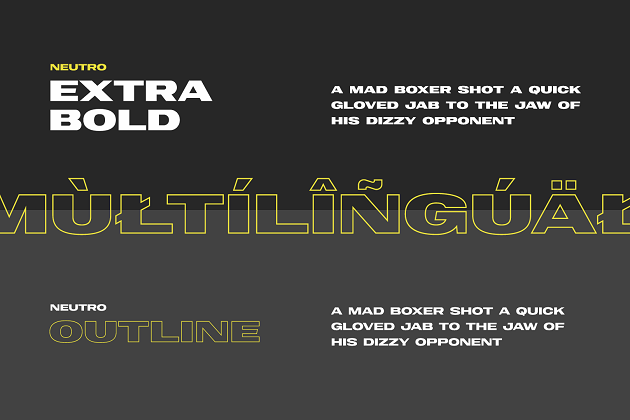 NEUTRO
EXTRA
BOLD
A MAD BOXER SHOT A QUICK
GLOVED JAB TO THE JAW OF
HIS DIZZY OPPONENT
MÙŁTÍLÎÑGÚÄŁ
NEUTRO
OUTLINE
A MAD BOXER SHOT A QUICK
GLOVED JAB TO THE JAW OF
HIS DIZZY OPPONENT